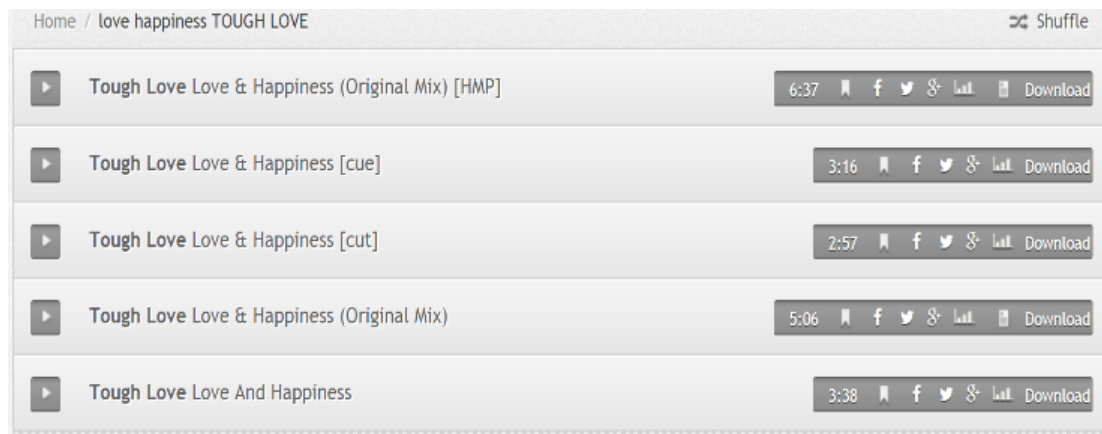 Home / love happiness TOUGH LOVE Shuffle
Tough Love Love & Happiness (Original Mix) [HMP] 6:37 Download
Tough Love Love & Happiness [cue] 3:16 Download
Tough Love Love & Happiness [cut] 2:57 Download
Tough Love Love & Happiness (Original Mix) 5:06 Download
Tough Love Love And Happiness 3:38 Download